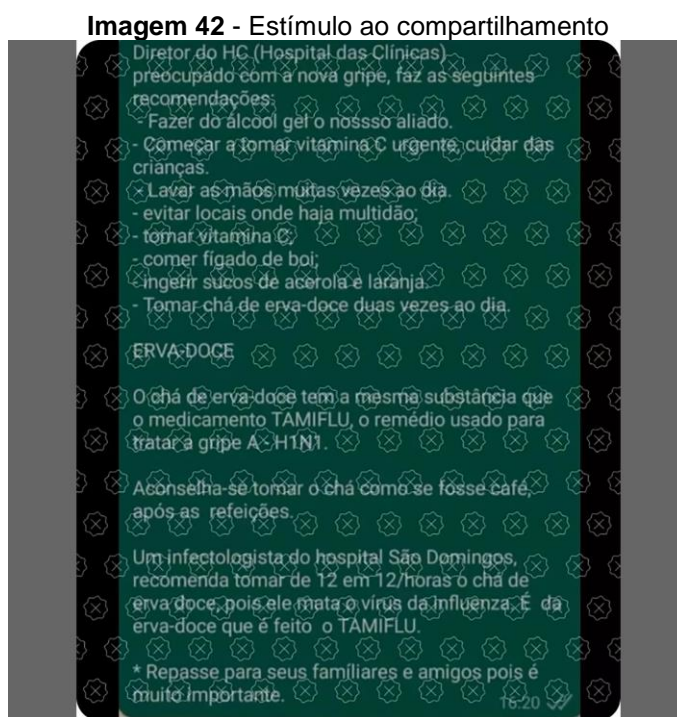 Imagem 42 - Estímulo ao compartilhamento
Diretor do HC (Hospital das Clínicas)
preocupado com a nova gripe, faz as seguintes
recomendações:
- Fazer do álcool gel o nossso aliado.
- Começar a tomar vitamina C urgente, cuidar das
crianças.
- Lavar as mãos muitas vezes ao dia.
- evitar locais onde haja multidão;
- tomar vitamina C;
- comer fígado de boi;
- ingerir sucos de acerola e laranja.
- Tomar chá de erva-doce duas vezes ao dia.
ERVA-DOCE
O chá de erva-doce tem a mesma substância que
o medicamento TAMIFLU, o remédio usado para
tratar a gripe A - H1N1.
Aconselha-se tomar o chá como se fosse café,
após as refeições.
Um infectologista do hospital São Domingos,
recomenda tomar de 12 em 12/horas o chá de
erva doce, pois ele mata o vírus da influenza. É da
erva-doce que é feito o TAMIFLU.
* Repasse para seus famíliares e amigos pois é
muito importante.
16:20